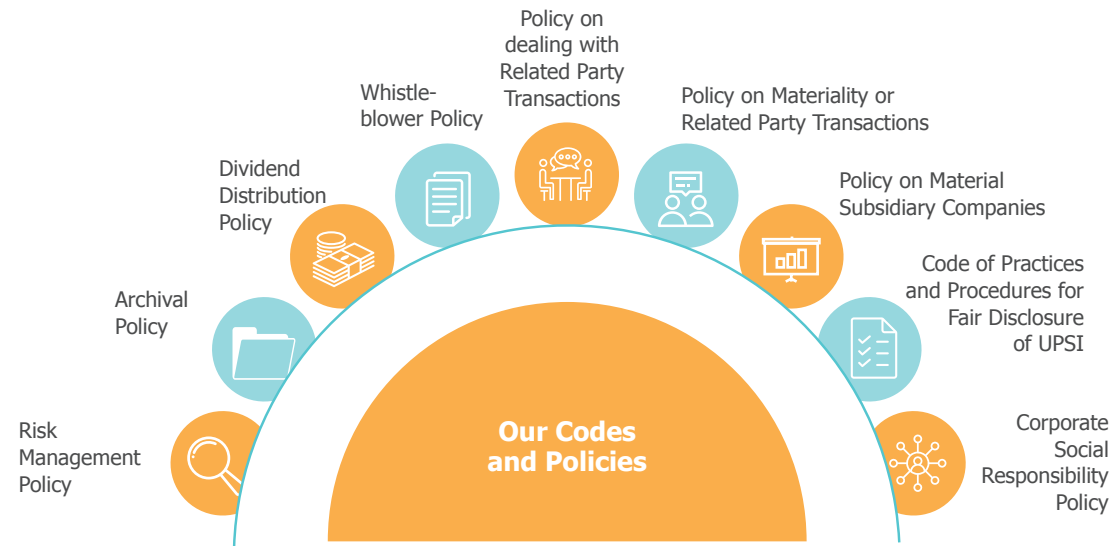 Policy on
dealing with
Related Party
Transactions
Whistle-
blower Policy
Policy on Materiality or
Related Party Transactions
Dividend
Distribution
Policy
Policy on Material
Subsidiary Companies
Archival
Policy
Code of Practices
and Procedures for
Fair Disclosure
of UPSI
Risk
Management
Policy
Our Codes
and Policies
Corporate
Social
Responsibility
Policy